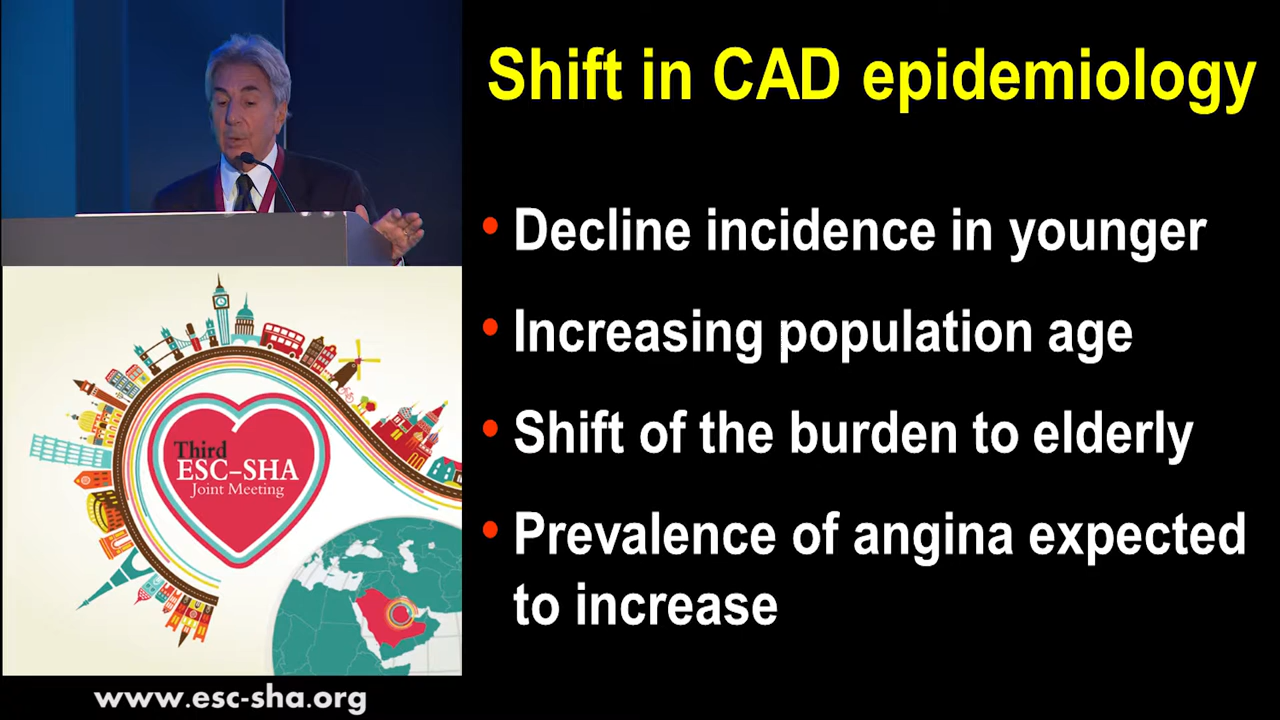 Shift in CAD epidemiology
• Decline incidence in younger
• Increasing population age
• Shift of the burden to elderly
• Prevalence of angina expected
to increase
Third
ESC-SHA
Joint Meeting
www.esc-sha.org